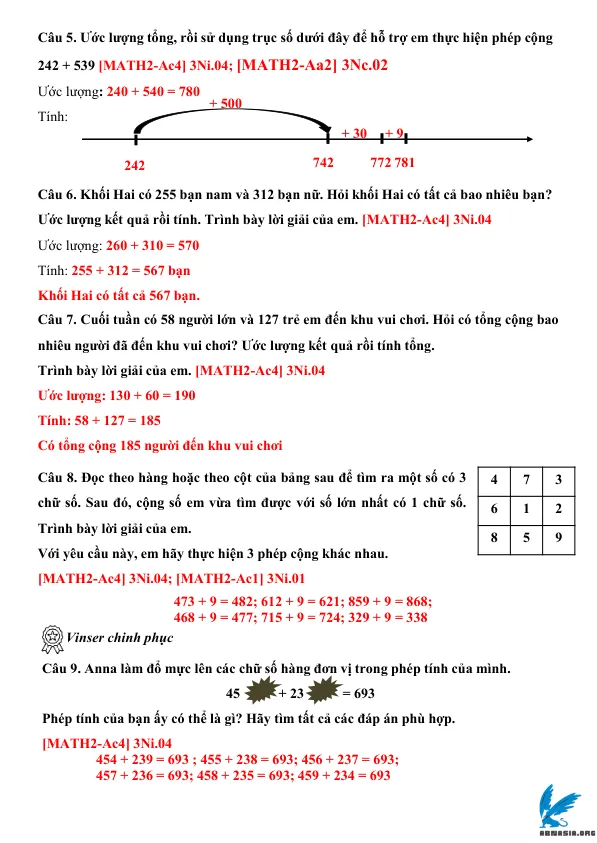 Câu 5. Ước lượng tổng, rồi sử dụng trục số dưới đây để hỗ trợ em thực hiện phép cộng
242 + 539 [MATH2-Ac4] 3Ni.04; [MATH2-Aa2] 3Nc.02
Ước lượng: 240 + 540 = 780
+ 500
Tính:
+ 30 + 9
242 742 772 781
Câu 6. Khối Hai có 255 bạn nam và 312 bạn nữ. Hỏi khối Hai có tất cả bao nhiêu bạn?
Ước lượng kết quả rồi tính. Trình bày lời giải của em. [MATH2-Ac4] 3Ni.04
Ước lượng: 260 + 310 = 570
Tính: 255 + 312 = 567 bạn
Khối Hai có tất cả 567 bạn.
Câu 7. Cuối tuần có 58 người lớn và 127 trẻ em đến khu vui chơi. Hỏi có tổng cộng bao
nhiêu người đã đến khu vui chơi? Ước lượng kết quả rồi tính tổng.
Trình bày lời giải của em. [MATH2-Ac4] 3Ni.04
Ước lượng: 130 + 60 = 190
Tính: 58 + 127 = 185
Có tổng cộng 185 người đến khu vui chơi
Câu 8. Đọc theo hàng hoặc theo cột của bảng sau để tìm ra một số có 3
chữ số. Sau đó, cộng số em vừa tìm được với số lớn nhất có 1 chữ số.
Trình bày lời giải của em.
Với yêu cầu này, em hãy thực hiện 3 phép cộng khác nhau.
[MATH2-Ac4] 3Ni.04; [MATH2-Ac1] 3Ni.01
4 7 3
6 1 2
8 5 9
473 + 9 = 482; 612 + 9 = 621; 859 + 9 = 868;
468 + 9 = 477; 715 + 9 = 724; 329 + 9 = 338
Vinser chinh phục
Câu 9. Anna làm đổ mực lên các chữ số hàng đơn vị trong phép tính của mình.
45 + 23 = 693
Phép tính của bạn ấy có thể là gì? Hãy tìm tất cả các đáp án phù hợp.
[MATH2-Ac4] 3Ni.04
454 + 239 = 693 ; 455 + 238 = 693; 456 + 237 = 693;
457 + 236 = 693; 458 + 235 = 693; 459 + 234 = 693
ABMASIA.ORG